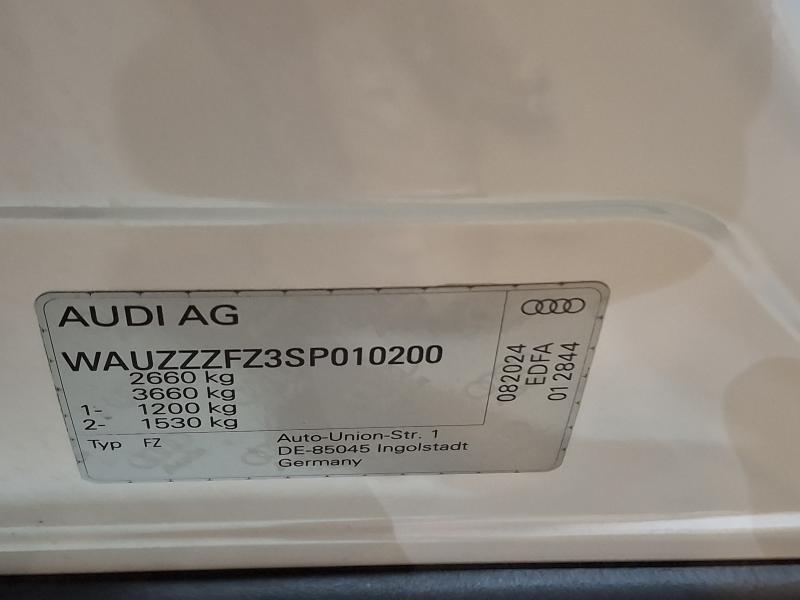 AUDI AG
WAUZZZFZ3SP010200
2660 kg
3660 kg
1- 1200 kg
2- 1530 kg
Typ FZ
Auto-Union-Str. 1
DE-85045 Ingolstadt
Germany
082024
EDFA
012844